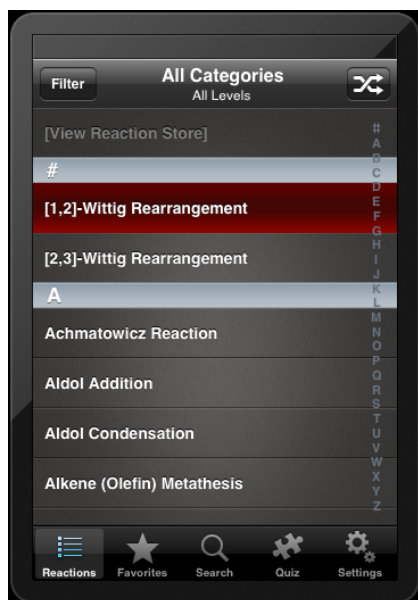 Filter
All Categories
All Levels
[View Reaction Store]
#
[1,2]-Wittig Rearrangement
[2,3]-Wittig Rearrangement
A
Achmatowicz Reaction
Aldol Addition
Aldol Condensation
Alkene (Olefin) Metathesis
#
A
B
C
D
E
F
G
H
I
J
K
L
M
N
O
P
Q
R
S
T
U
V
W
X
Y
Z
Reactions
Favorites
Search
Quiz
Settings